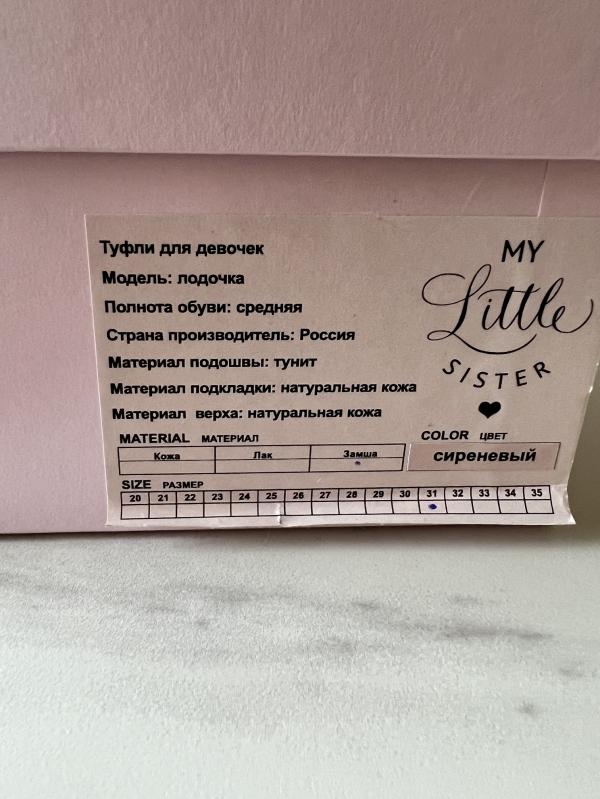 Туфли для девочек
Модель: лодочка
Полнота обуви: средняя
Страна производитель: Россия
Материал подошвы: тунит
Материал подкладки: натуральная кожа
Материал верха: натуральная кожа
MY
Little
SISTER
MATERIAL МАТЕРИАЛ
Кожа Лак Замша
COLOR ЦВЕТ
сиреневый
SIZE РАЗМЕР
20 21 22 23 24 25 26 27 28 29 30 31 32 33 34 35